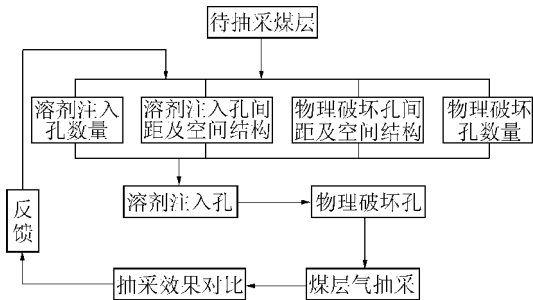 待抽采煤层
溶剂注入
孔数量
溶剂注入孔间
距及空间结构
物理破坏孔间
距及空间结构
物理破坏
孔数量
溶剂注入孔
物理破坏孔
反
馈
抽采效果对比
煤层气抽采